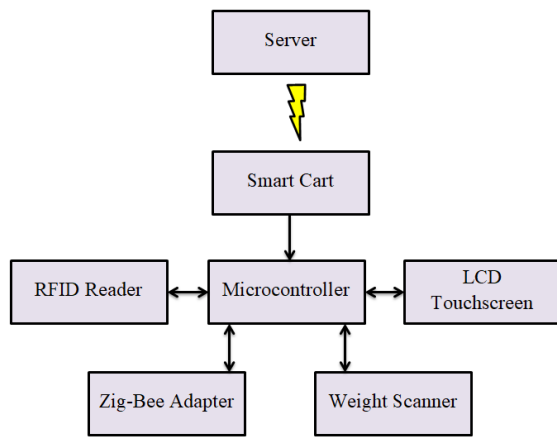 Server
Smart Cart
RFID Reader
Microcontroller
LCD
Touchscreen
Zig-Bee Adapter
Weight Scanner